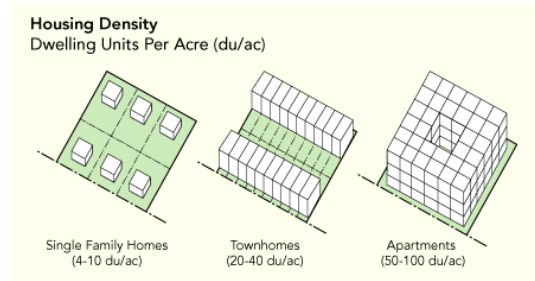 Housing Density
Dwelling Units Per Acre (du/ac)
Single Family Homes
(4-10 du/ac)
Townhomes
(20-40 du/ac)
Apartments
(50-100 du/ac)